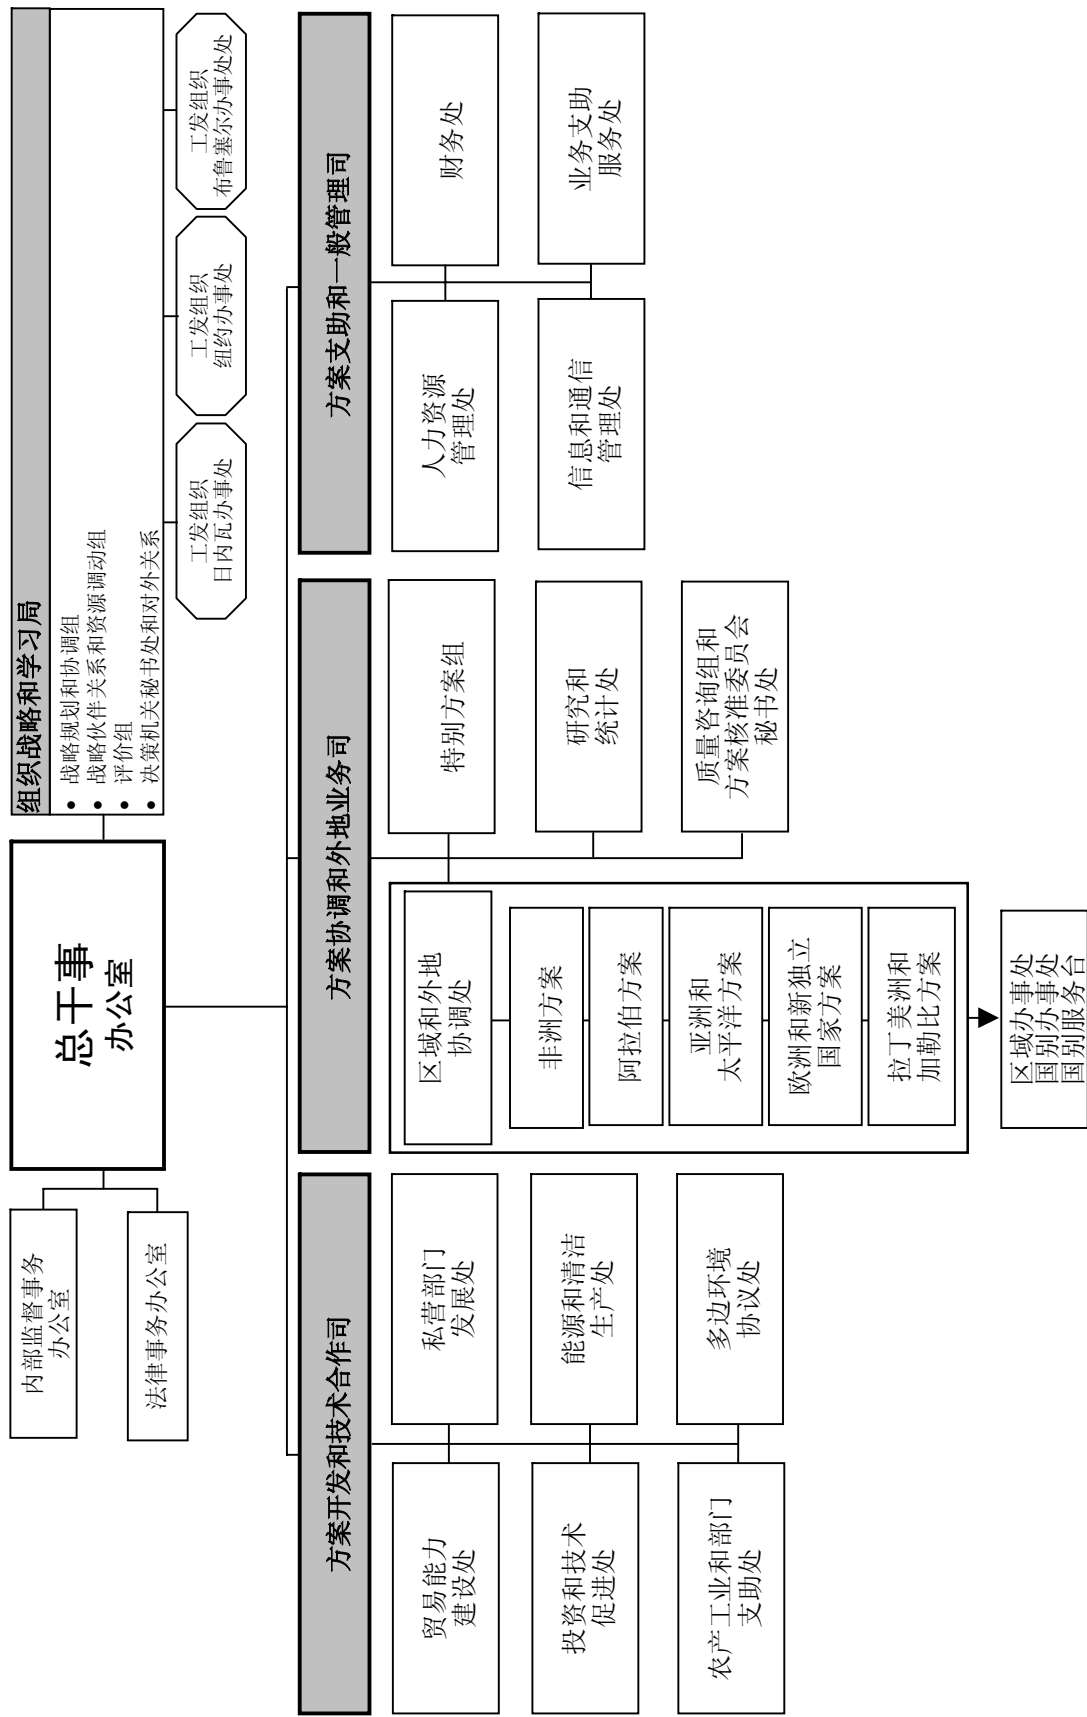 总干事
办公室
内部监督事务
办公室
法律事务办公室
组织战略和学习局
• 战略规划和协调组
• 战略伙伴关系和资源调动组
• 评价组
• 决策机关秘书处和对外关系
工发组织
日内瓦办事处
工发组织
纽约办事处
工发组织
布鲁塞尔办事处处
方案开发和技术合作司
贸易能力
建设处
私营部门
发展处
投资和技术
促进处
能源和清洁
生产处
农产工业和部门
支助处
多边环境
协议处
方案协调和外地业务司
区域和外地
协调处
非洲方案
阿拉伯方案
亚洲和
太平洋方案
欧洲和新独立
国家方案
拉丁美洲和
加勒比方案
区域办事处
国别办事处
国别服务台
特别方案组
研究和
统计处
质量咨询组和
方案核准委员会
秘书处
方案支助和一般管理司
人力资源
管理处
财务处
信息和通信
管理处
业务支助
服务处